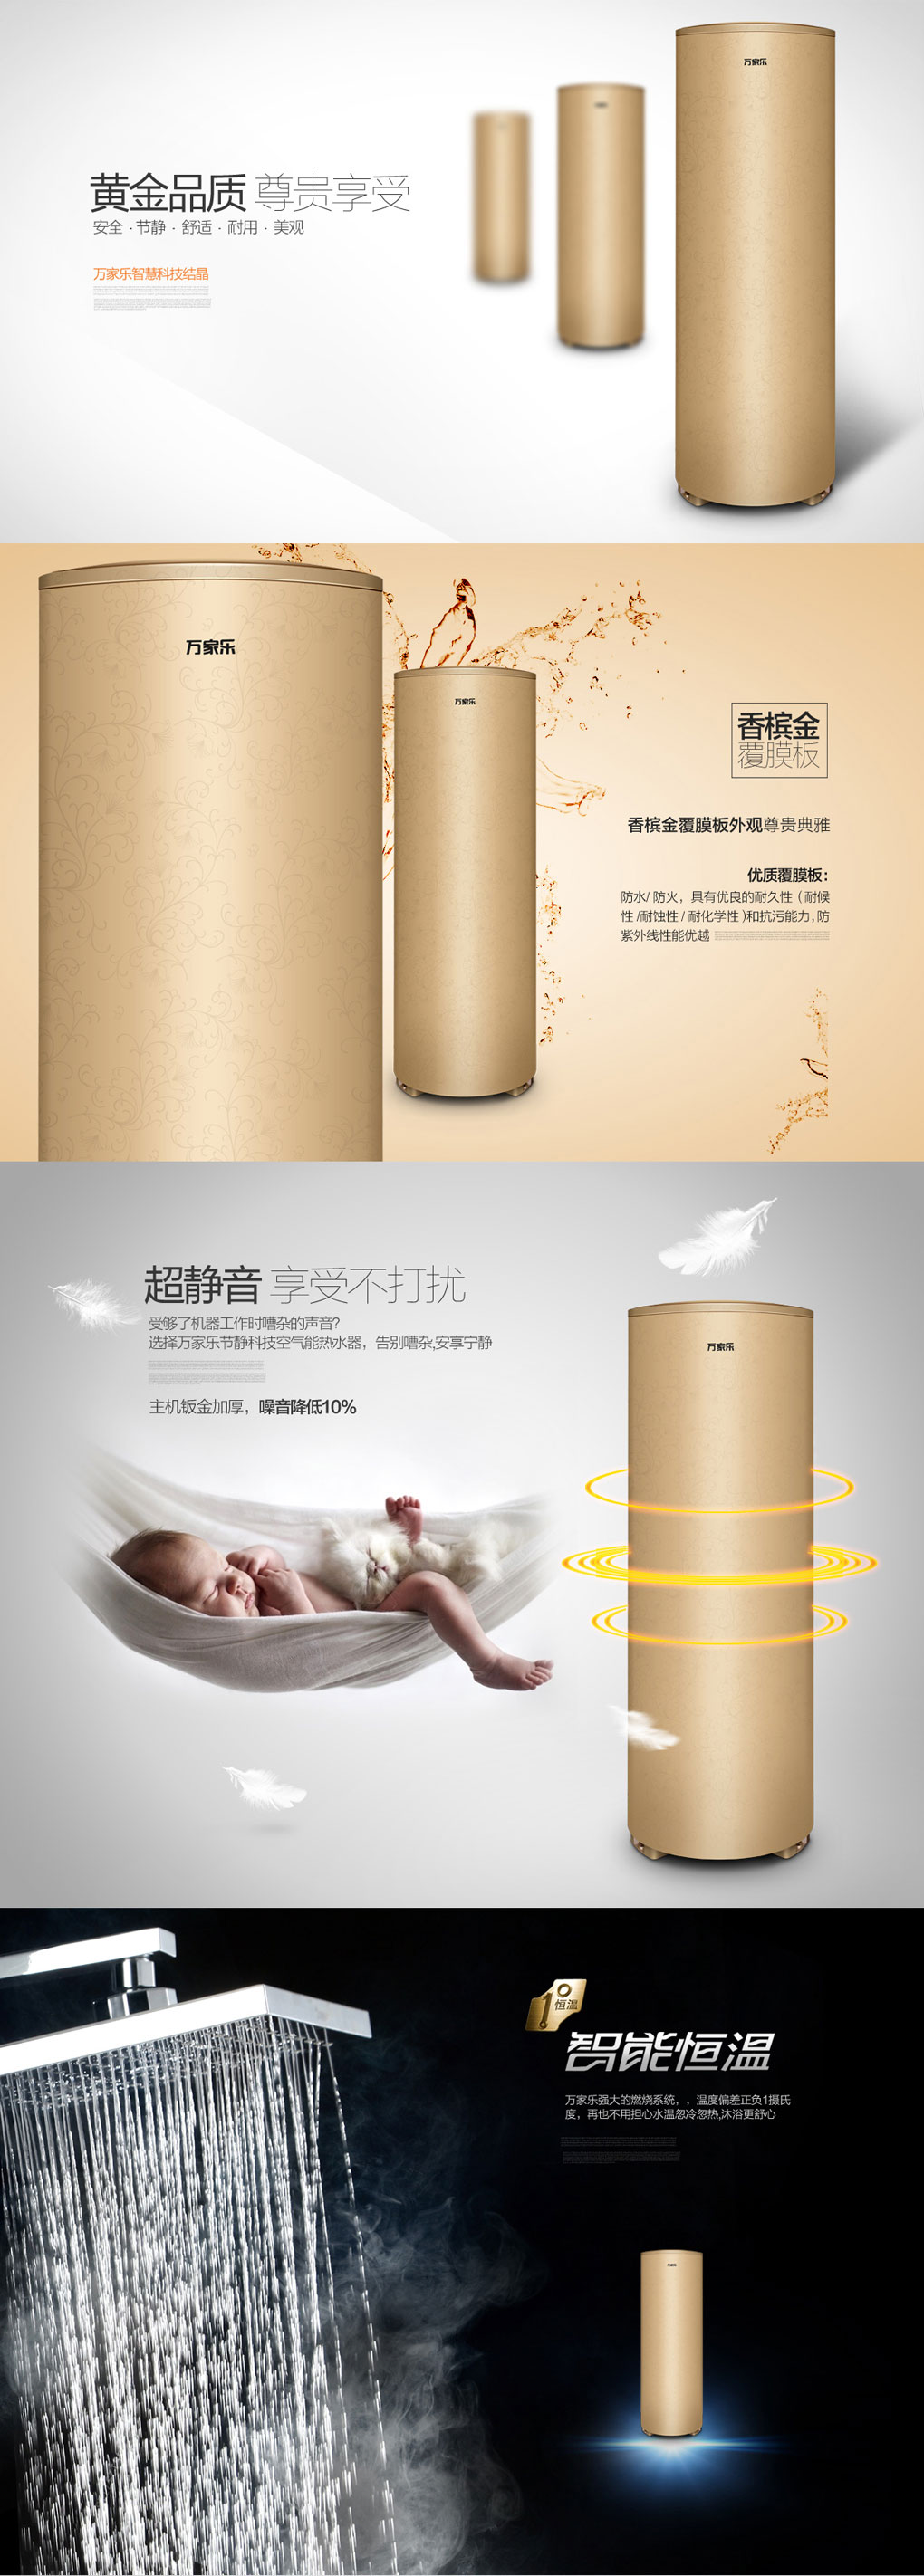 万家乐
黄金品质 尊贵享受
安全 · 节静 · 舒适 · 耐用 · 美观
万家乐智慧科技结晶
万家乐
万家乐
香槟金
覆膜板
香槟金覆膜板外观尊贵典雅
优质覆膜板：
防水/ 防火，具有优良的耐久性（ 耐候
性 /耐蚀性 / 耐化学性 )和抗污能力,防
紫外线性能优越
超静音 享受不打扰
受够了机器工作时嘈杂的声音?
选择万家乐节静科技空气能热水器，告别嘈杂,安享宁静
主机钣金加厚，噪音降低10%
万家乐
1°恒温
智能恒温
万家乐强大的燃烧系统，，温度偏差正负1摄氏
度，再也不用担心水温忽冷忽热,沐浴更舒心
万家乐